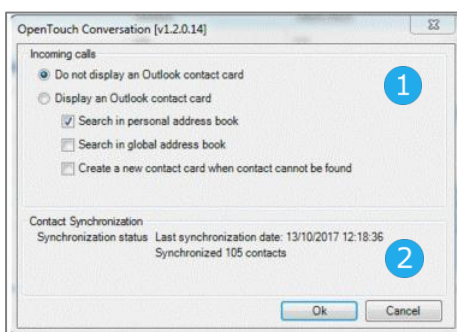 OpenTouch Conversation [v1.2.0.14]
Incoming calls
Do not display an Outlook contact card
1
Display an Outlook contact card
Search in personal address book
Search in global address book
Create a new contact card when contact cannot be found
Contact Synchronization
Synchronization status Last synchronization date: 13/10/2017 12:18:36
Synchronized 105 contacts
2
Ok Cancel